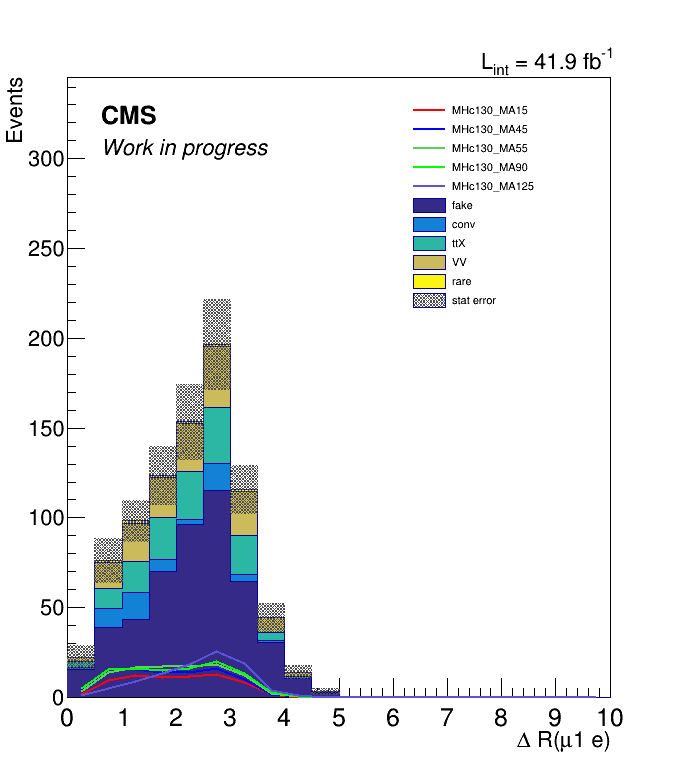 L_int = 41.9 fb^-1
Events
CMS
Work in progress
MHc130_MA15
MHc130_MA45
MHc130_MA55
MHc130_MA90
MHc130_MA125
fake
conv
ttX
VV
rare
stat error
300
250
200
150
100
50
0
0 1 2 3 4 5 6 7 8 9 10
Δ R(μ1 e)